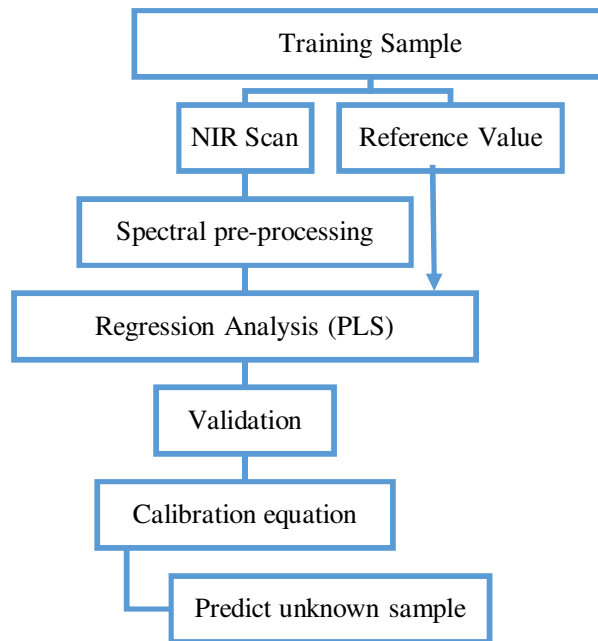 Training Sample
NIR Scan
Reference Value
Spectral pre-processing
Regression Analysis (PLS)
Validation
Calibration equation
Predict unknown sample